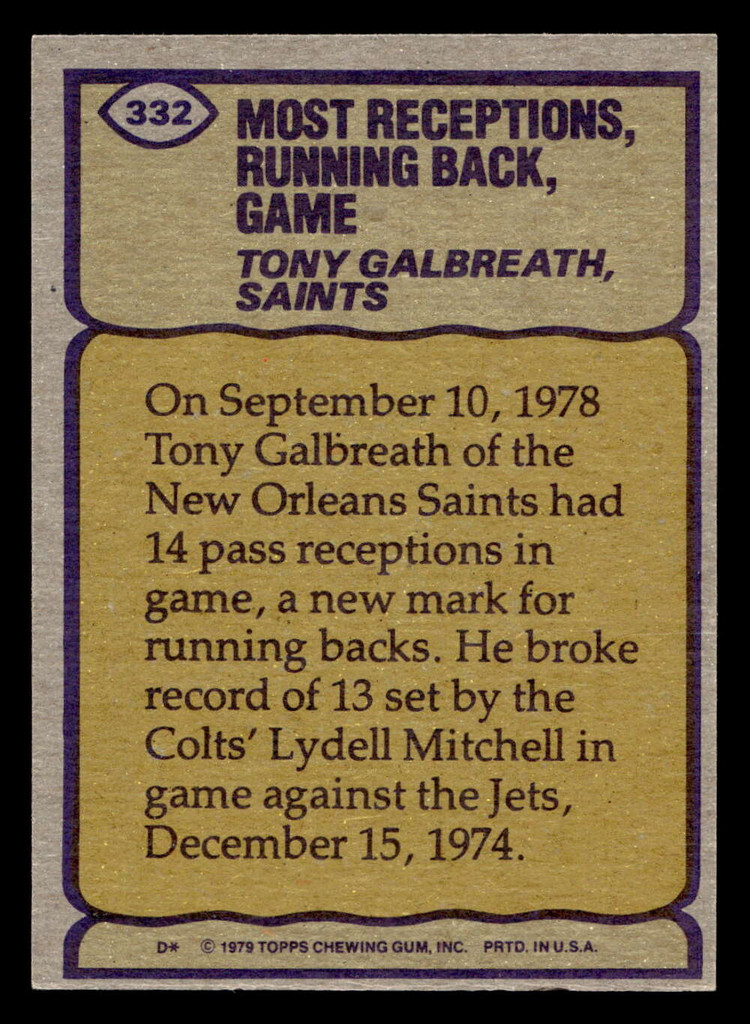 332
MOST RECEPTIONS,
RUNNING BACK,
GAME
TONY GALBREATH,
SAINTS
On September 10, 1978
Tony Galbreath of the
New Orleans Saints had
14 pass receptions in
game, a new mark for
running backs. He broke
record of 13 set by the
Colts' Lydell Mitchell in
game against the Jets,
December 15, 1974.
D* © 1979 TOPPS CHEWING GUM, INC. PRTD. IN U.S.A.